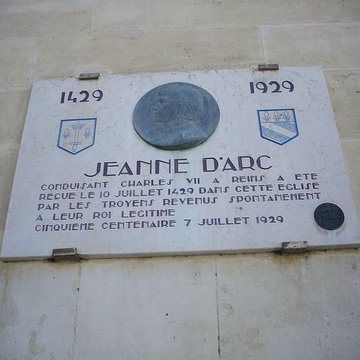 1429 1929
JEANNE D'ARC
CONDUISANT CHARLES VII A REIMS A ETE
REÇUE LE 10 JUILLET 1429 DANS CETTE EGLISE
PAR LES TROYENS REVENUS SPONTANEMENT
A LEUR ROI LEGITIME
CINQUIEME CENTENAIRE 7 JUILLET 1929